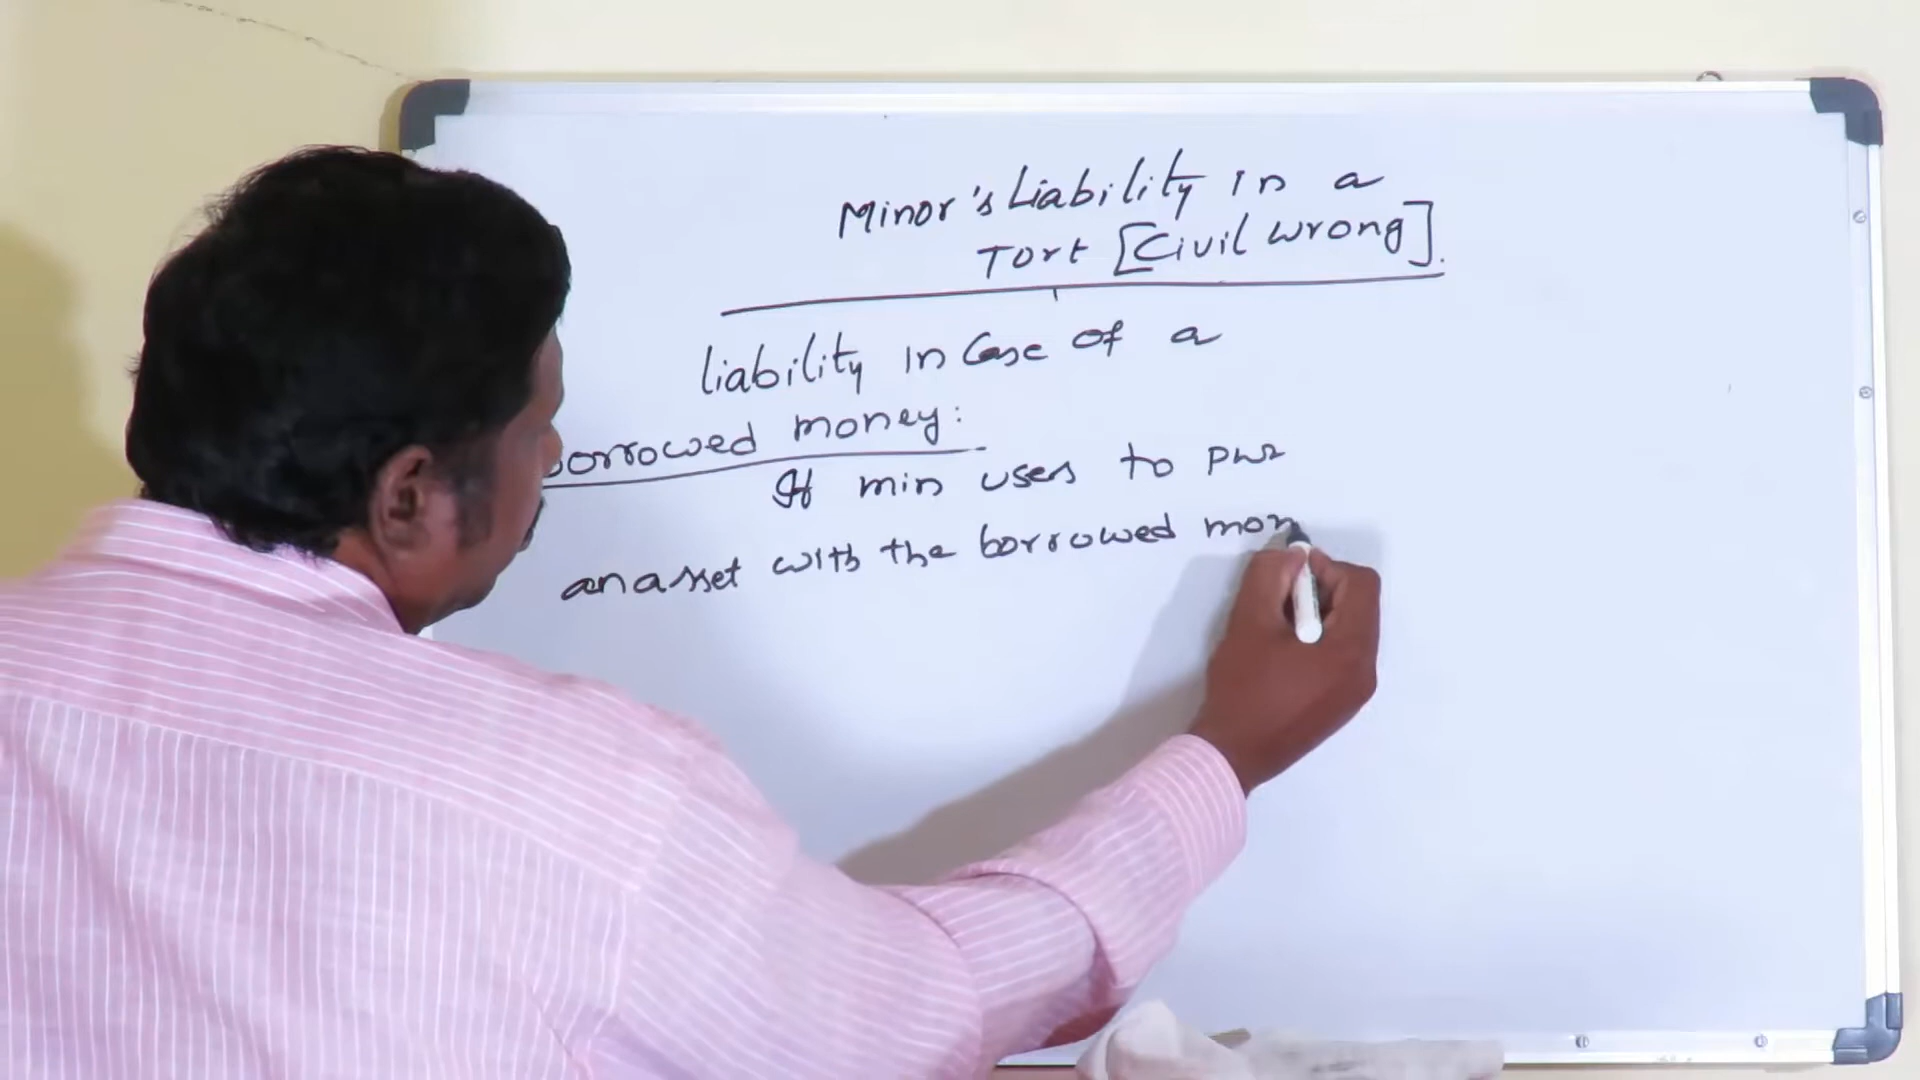 Minor's Liability in a
Tort [Civil Wrong].
liability in Case of a
borrowed money:
If min uses to pur
an asset with the borrowed mon